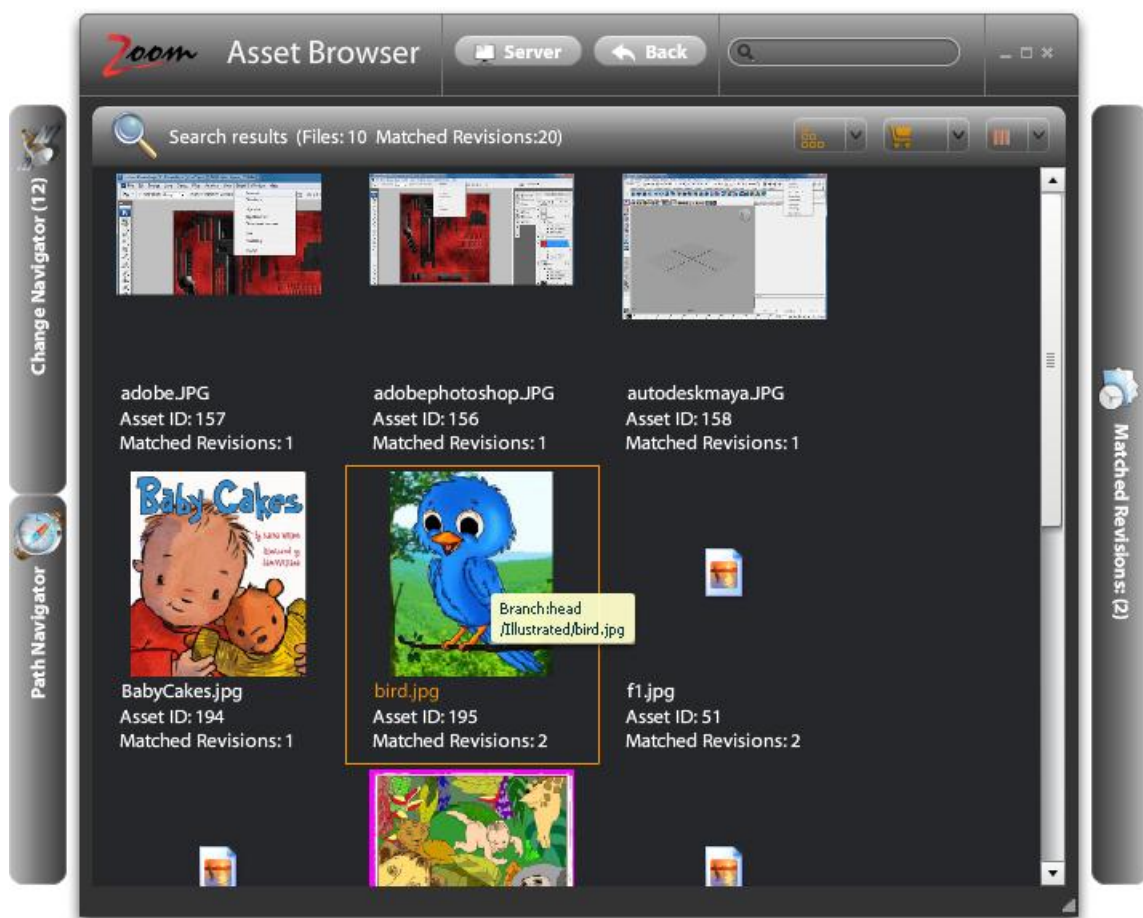 Zoom Asset Browser Server Back
Search results (Files: 10 Matched Revisions:20)
Change Navigator (12)
Path Navigator
Matched Revisions: (2)
adobe.JPG
Asset ID: 157
Matched Revisions: 1
adobephotoshop.JPG
Asset ID: 156
Matched Revisions: 1
autodeskmaya.JPG
Asset ID: 158
Matched Revisions: 1
Baby Cakes
BabyCakes.jpg
Asset ID: 194
Matched Revisions: 1
Branch:head
/Illustrated/bird.jpg
bird.jpg
Asset ID: 195
Matched Revisions: 2
f1.jpg
Asset ID: 51
Matched Revisions: 2